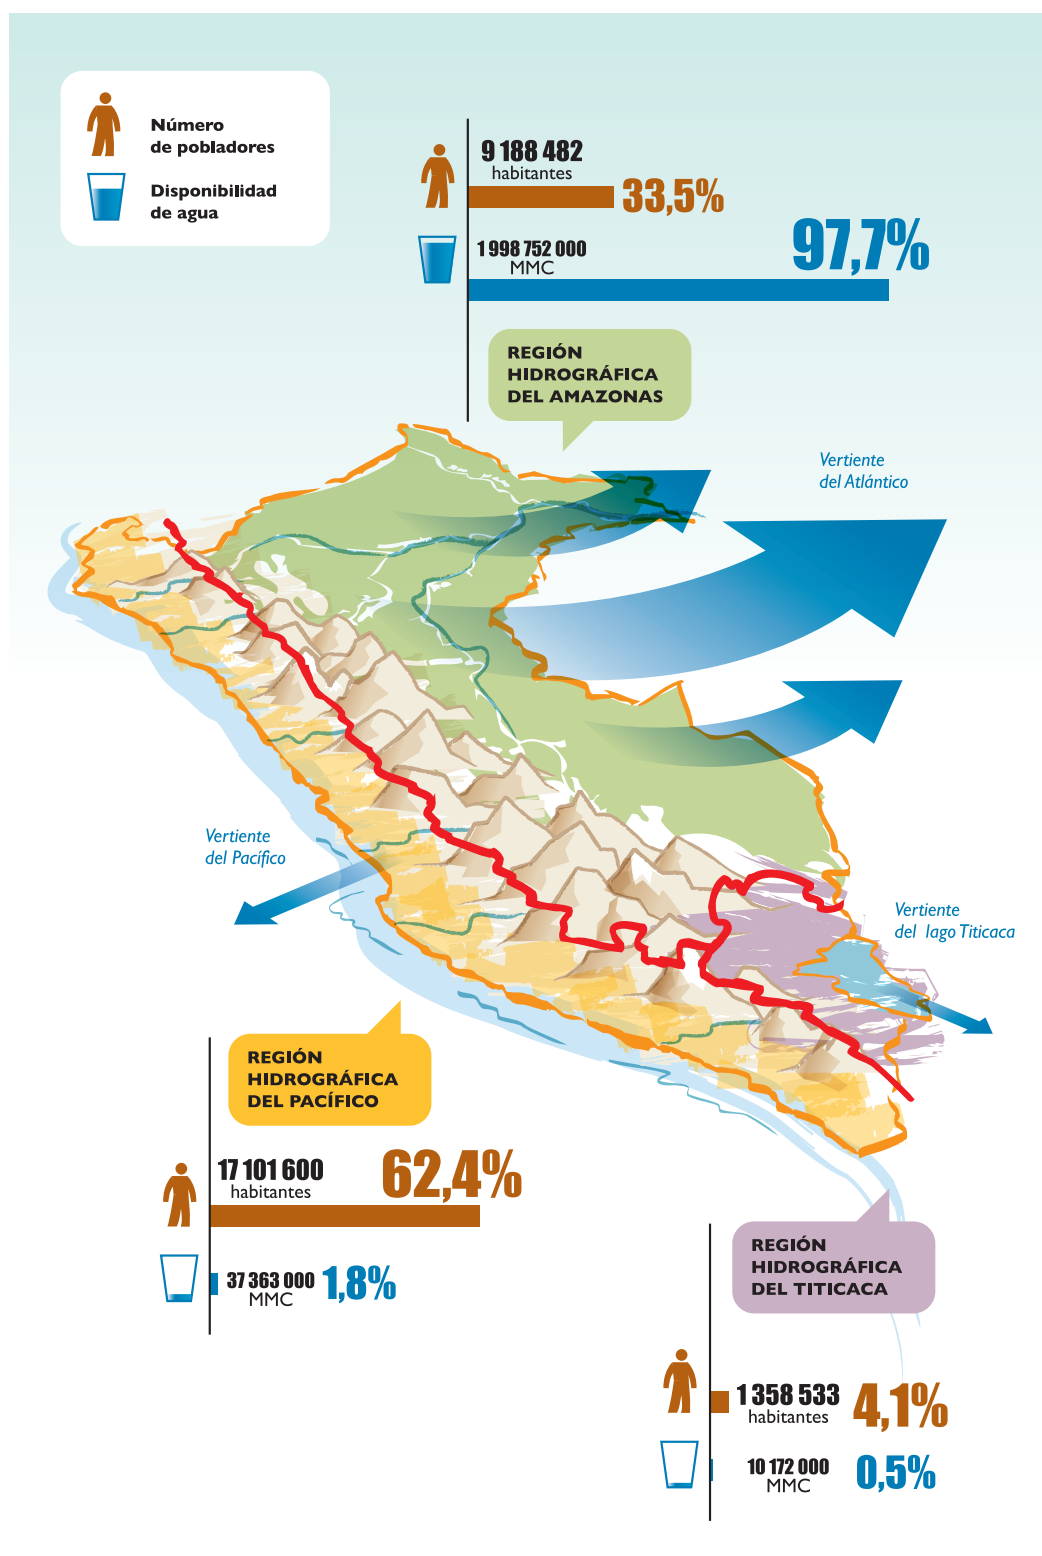 Número
de pobladores
Disponibilidad
de agua
9 188 482
habitantes
33,5%
1 998 752 000
MMC
97,7%
REGIÓN
HIDROGRÁFICA
DEL AMAZONAS
Vertiente
del Atlántico
Vertiente
del Pacífico
Vertiente
del lago Titicaca
REGIÓN
HIDROGRÁFICA
DEL PACÍFICO
17 101 600
habitantes
62,4%
37 363 000
MMC
1,8%
REGIÓN
HIDROGRÁFICA
DEL TITICACA
1 358 533
habitantes
4,1%
10 172 000
MMC
0,5%